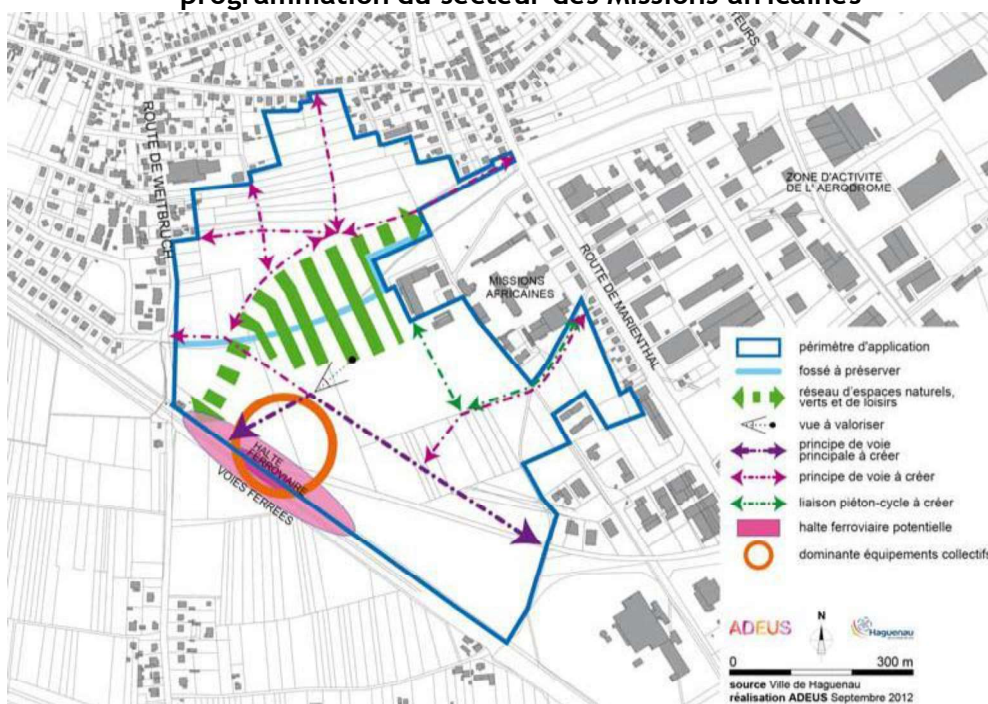 programmation du secteur des Missions africaines
ROUTE DE WEITBRUCH
ZONE D'ACTIVITE
DE L' AERODROME
MISSIONS
AFRICAINES
ROUTE DE MARIENTHAL
HALTE
FERROVIAIRE
VOIES FERREES
périmètre d'application
fossé à préserver
réseau d'espaces naturels,
verts et de loisirs
vue à valoriser
principe de voie
principale à créer
principe de voie à créer
liaison piéton-cycle à créer
halte ferroviaire potentielle
dominante équipements collectifs
ADEUS
N
Haguenau
0 300 m
source Ville de Haguenau
réalisation ADEUS Septembre 2012